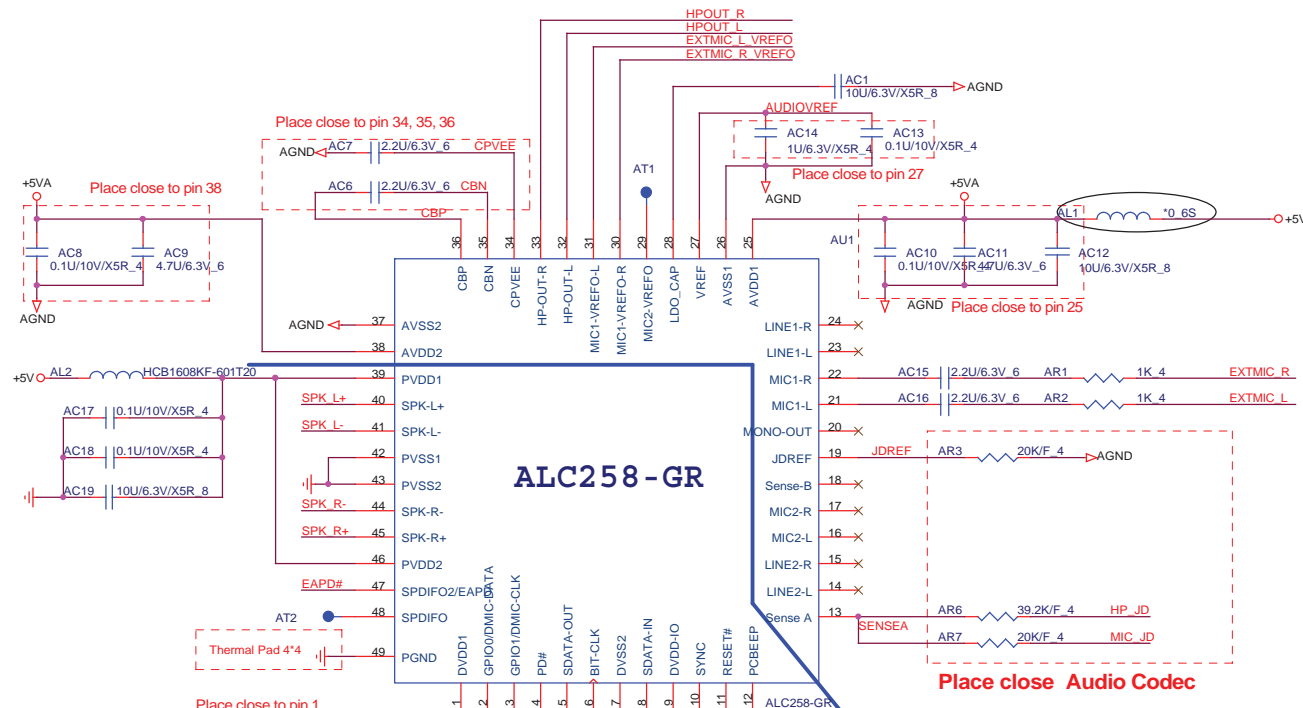 HPOUT_R
HPOUT_L
EXTMIC_L_VREFO
EXTMIC_R_VREFO
AC1
10U/6.3V/X5R_8
AGND
AUDIOVREF
AC14
1U/6.3V/X5R_4
AC13
0.1U/10V/X5R_4
Place close to pin 27
AGND
Place close to pin 34, 35, 36
AGND
AC7
2.2U/6.3V_6
CPVEE
AC6
2.2U/6.3V_6
CBN
CBP
AT1
+5VA
Place close to pin 38
AC8
0.1U/10V/X5R_4
AC9
4.7U/6.3V_6
AGND
+5VA
AL1
*0_6S
+5V
AU1
AC10
0.1U/10V/X5R_4
AC11
4.7U/6.3V_6
AC12
10U/6.3V/X5R_8
AGND
Place close to pin 25
36
35
34
33
32
31
30
29
28
27
26
25
CBP
CBN
CPVEE
HP-OUT-R
HP-OUT-L
MIC1-VREFO-L
MIC1-VREFO-R
MIC2-VREFO
LDO_CAP
VREF
AVSS1
AVDD1
AGND
37
AVSS2
38
AVDD2
+5V
AL2
HCB1608KF-601T20
39
PVDD1
AC17
0.1U/10V/X5R_4
SPK_L+
40
SPK-L+
SPK_L-
41
SPK-L-
AC18
0.1U/10V/X5R_4
42
PVSS1
43
PVSS2
AC19
10U/6.3V/X5R_8
SPK_R-
44
SPK-R-
SPK_R+
45
SPK-R+
46
PVDD2
EAPD#
47
SPDIFO2/EAPD
AT2
48
SPDIFO
Thermal Pad 4*4
49
PGND
ALC258-GR
LINE1-R
24
LINE1-L
23
MIC1-R
22
AC15
2.2U/6.3V_6
AR1
1K_4
EXTMIC_R
MIC1-L
21
AC16
2.2U/6.3V_6
AR2
1K_4
EXTMIC_L
MONO-OUT
20
JDREF
19
JDREF
AR3
20K/F_4
AGND
Sense-B
18
MIC2-R
17
MIC2-L
16
LINE2-R
15
LINE2-L
14
Sense A
13
SENSEA
AR6
39.2K/F_4
HP_JD
AR7
20K/F_4
MIC_JD
Place close Audio Codec
DVDD1
GPIO0/DMIC-DATA
GPIO1/DMIC-CLK
PD#
SDATA-OUT
BIT-CLK
DVSS2
SDATA-IN
DVDD-IO
SYNC
RESET#
PCBEEP
1
2
3
4
5
6
7
8
9
10
11
12
ALC258-GR
Place close to pin 1